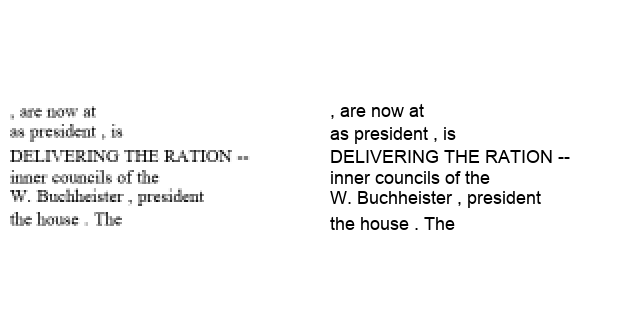 , are now at
as president , is
DELIVERING THE RATION --
inner councils of the
W. Buchheister , president
the house . The
, are now at
as president , is
DELIVERING THE RATION --
inner councils of the
W. Buchheister , president
the house . The